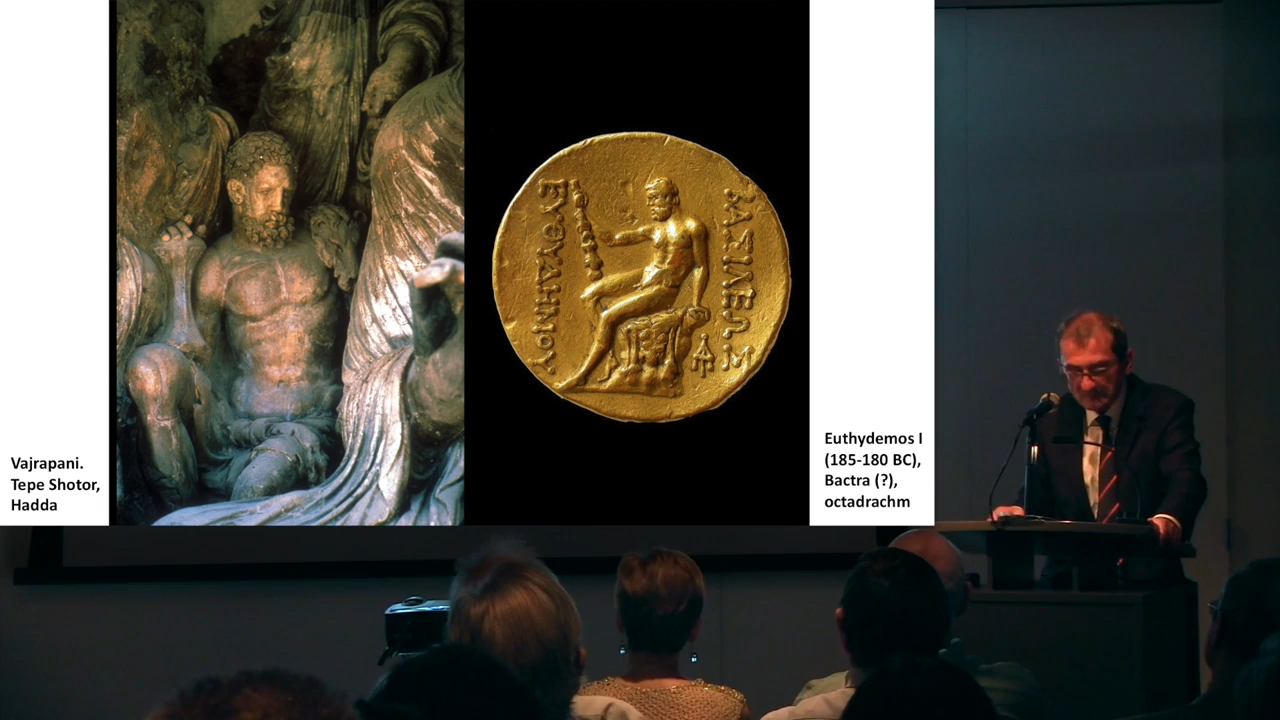 Vajrapani.
Tepe Shotor,
Hadda
ΒΑΣΙΛΕΩΣ
ΕΥΘΥΔΗΜΟΥ
Euthydemos I
(185-180 BC),
Bactra (?),
octadrachm